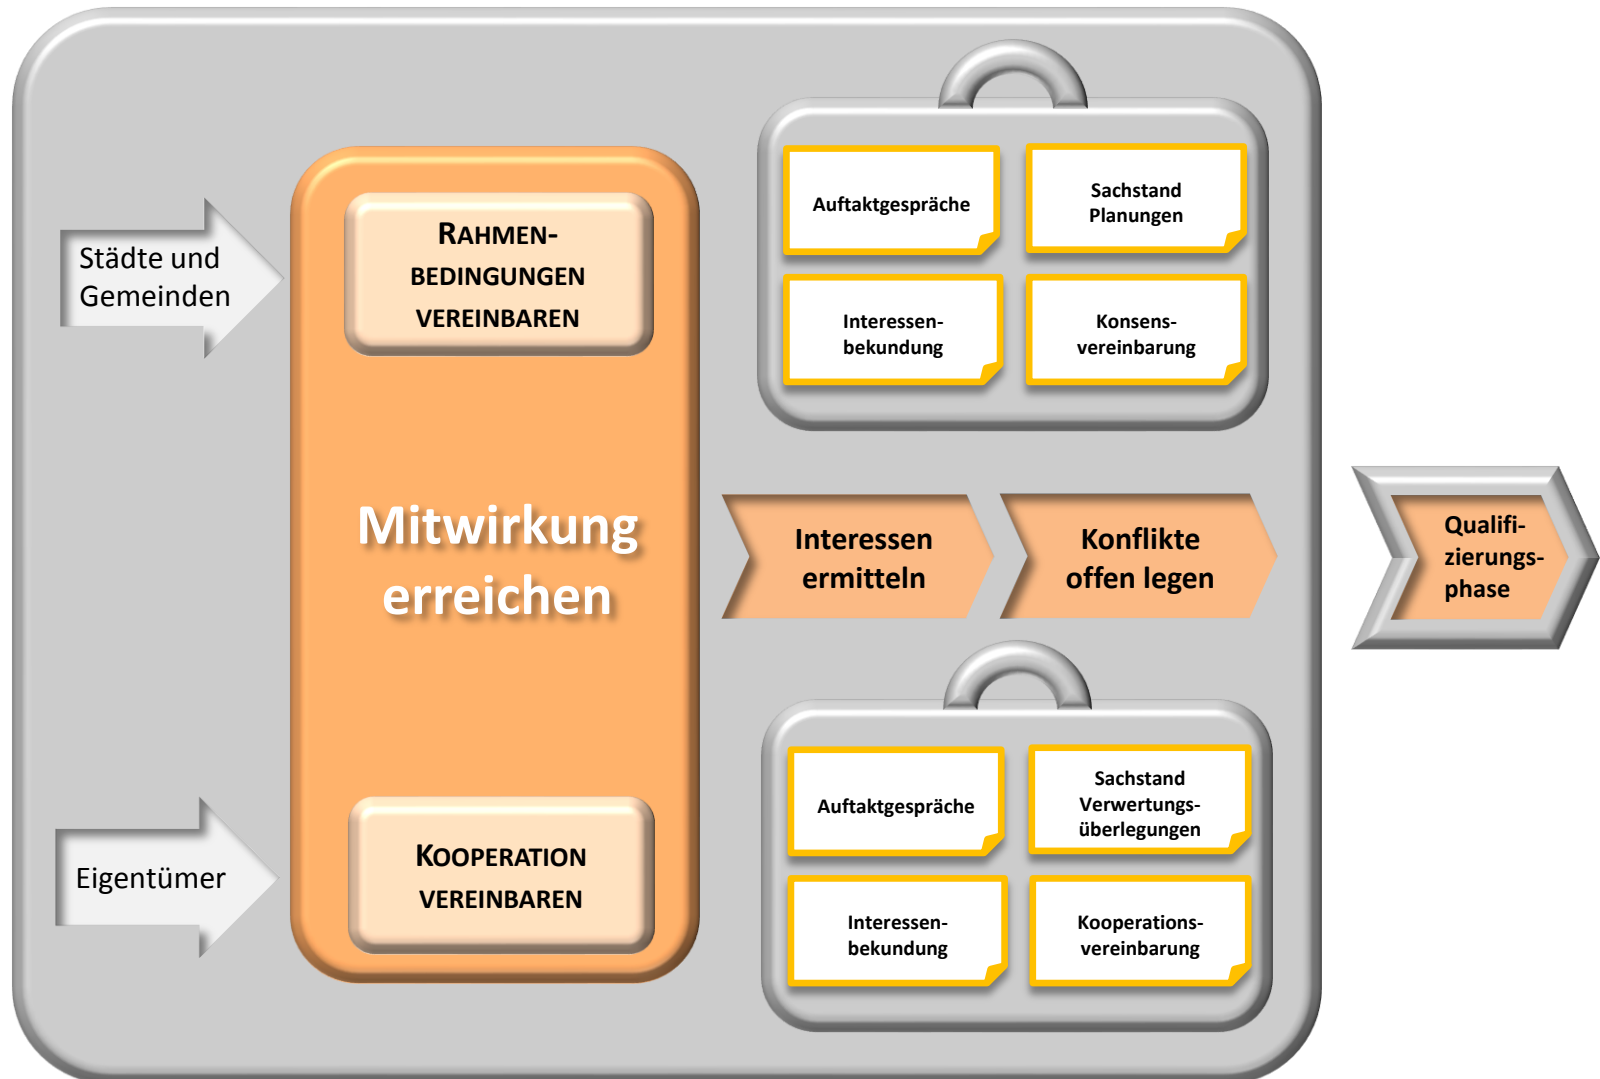 Städte und
Gemeinden
RAHMEN-
BEDINGUNGEN
VEREINBAREN
Mitwirkung
erreichen
Eigentümer
KOOPERATION
VEREINBAREN
Auftaktgespräche
Sachstand
Planungen
Interessen-
bekundung
Konsens-
vereinbarung
Interessen
ermitteln
Konflikte
offen legen
Qualifi-
zierungs-
phase
Auftaktgespräche
Sachstand
Verwertungs-
überlegungen
Interessen-
bekundung
Kooperations-
vereinbarung